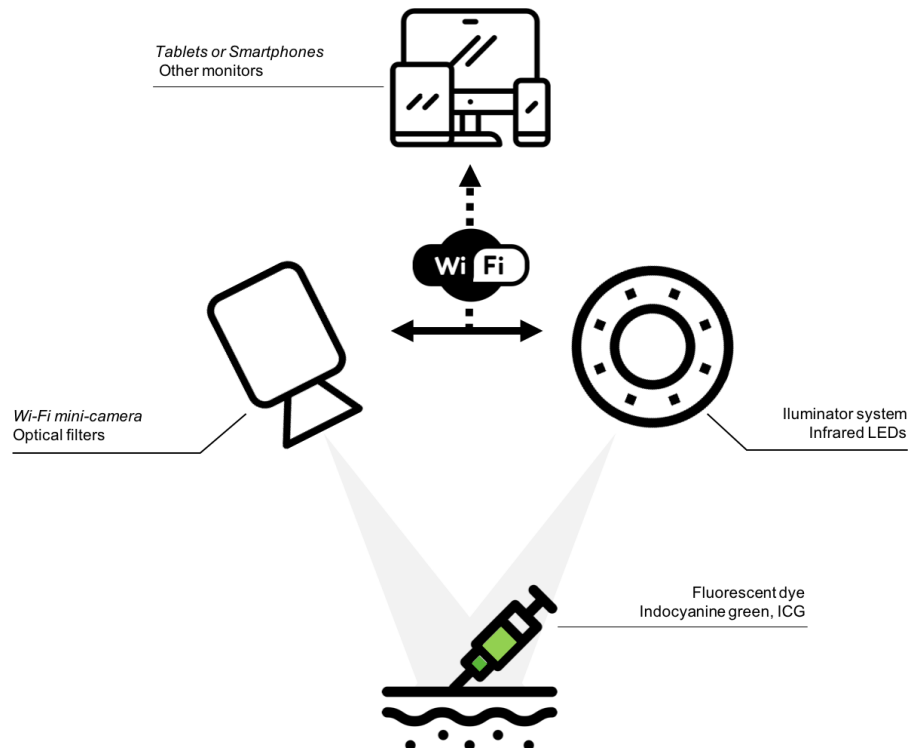 Tablets or Smartphones
Other monitors
Wi Fi
Wi-Fi mini-camera
Optical filters
Iluminator system
Infrared LEDs
Fluorescent dye
Indocyanine green, ICG